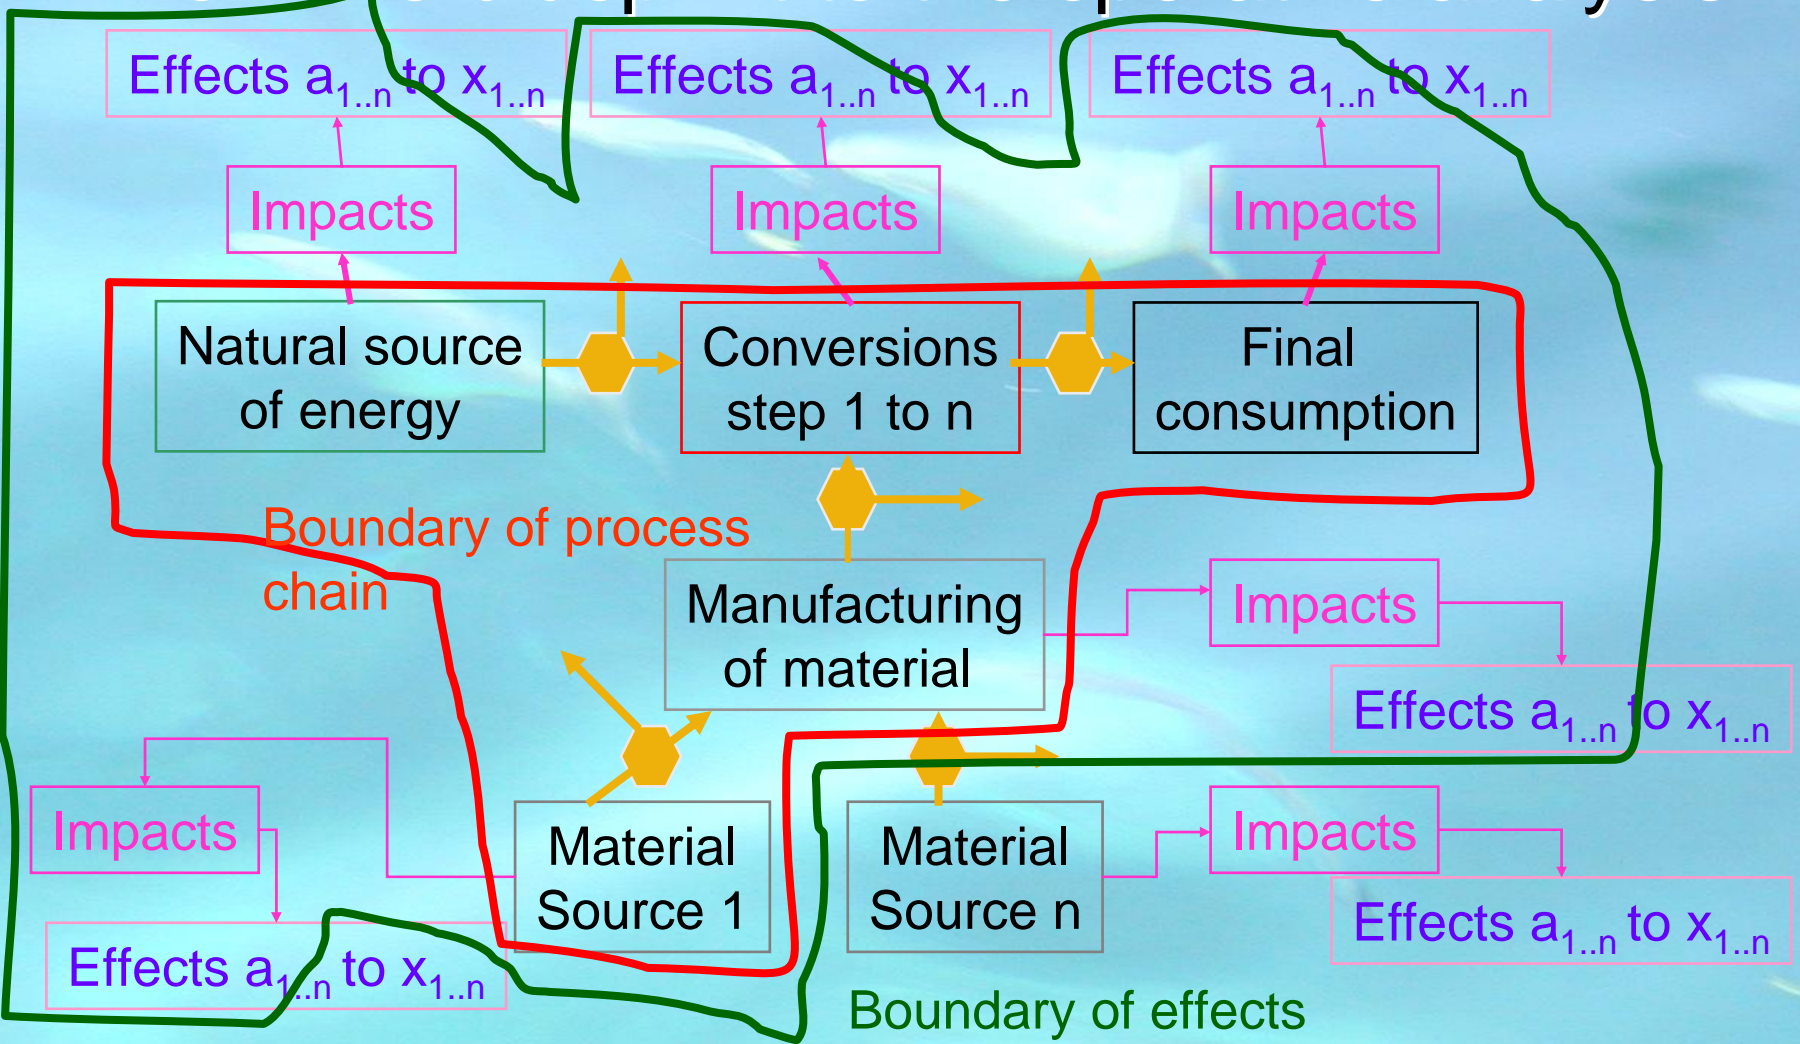 Effects a1..n to x1..n
Effects a1..n to x1..n
Effects a1..n to x1..n
Impacts
Impacts
Impacts
Natural source
of energy
Conversions
step 1 to n
Final
consumption
Boundary of process
chain
Manufacturing
of material
Impacts
Effects a1..n to x1..n
Impacts
Material
Source 1
Material
Source n
Impacts
Effects a1..n to x1..n
Effects a1..n to x1..n
Boundary of effects